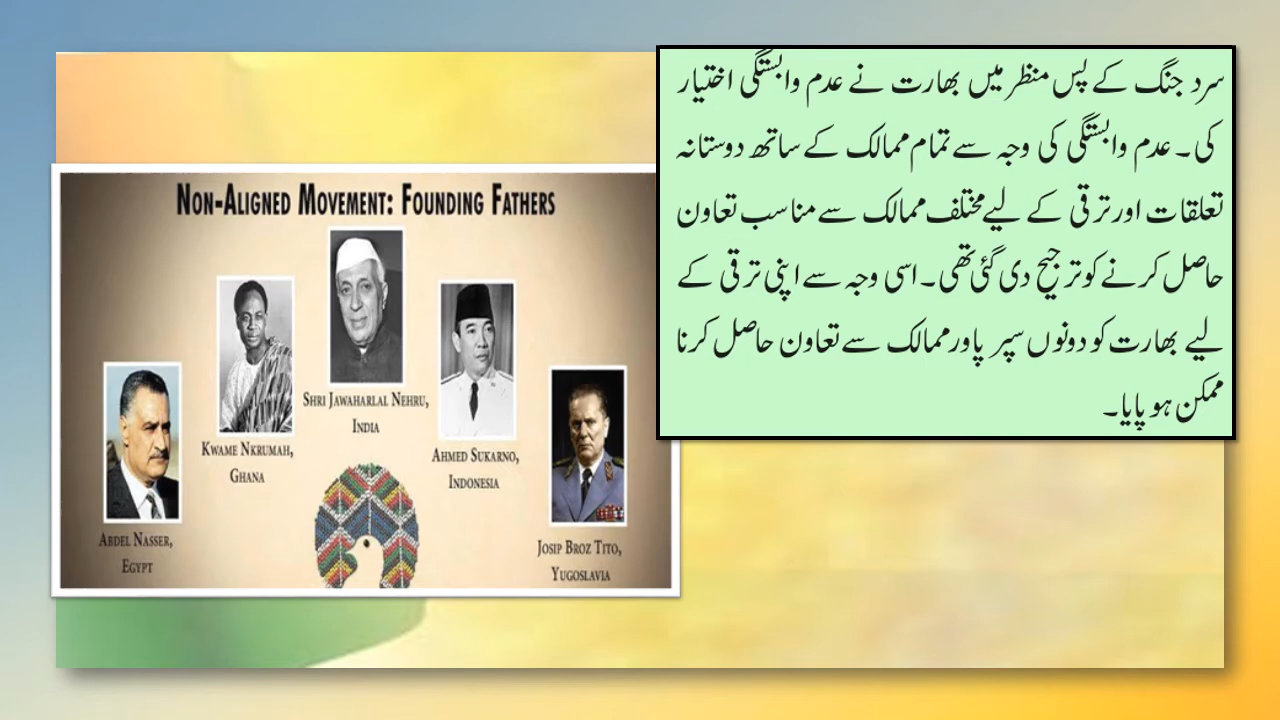 سرد جنگ کے پس منظر میں بھارت نے عدم وابستگی اختیار
کی۔ عدم وابستگی کی وجہ سے تمام ممالک کے ساتھ دوستانہ
تعلقات اور ترقی کے لیے مختلف ممالک سے مناسب تعاون
حاصل کرنے کو ترجیح دی گئی تھی۔ اسی وجہ سے اپنی ترقی کے
لیے بھارت کو دونوں سپر پاور ممالک سے تعاون حاصل کرنا
ممکن ہو پایا۔
Non-Aligned Movement: Founding Fathers
Shri Jawaharlal Nehru,
India
Kwame Nkrumah,
Ghana
Ahmed Sukarno,
Indonesia
Abdel Nasser,
Egypt
Josip Broz Tito,
Yugoslavia